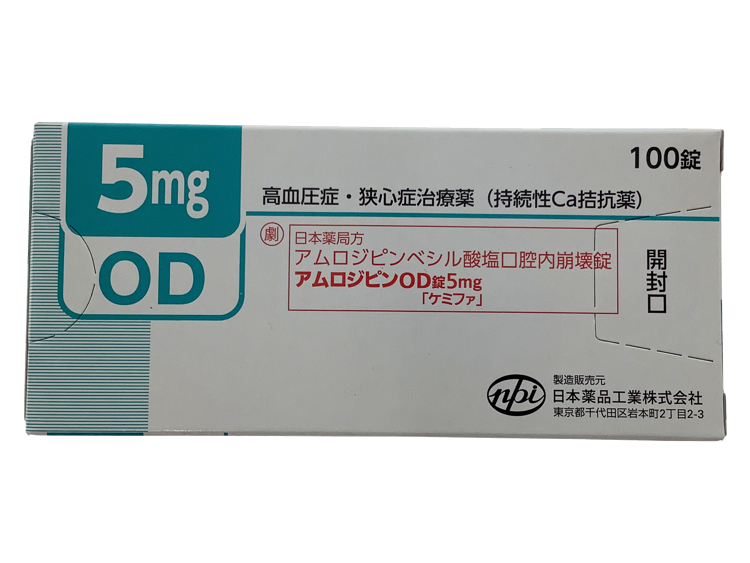 5mg
OD
100錠
高血圧症・狭心症治療薬(持続性Ca拮抗薬)
劇
日本薬局方
アムロジピンベシル酸塩口腔内崩壊錠
アムロジピンOD錠5mg
「ケミファ」
開封口
npi
製造販売元
日本薬品工業株式会社
東京都千代田区岩本町2丁目2-3